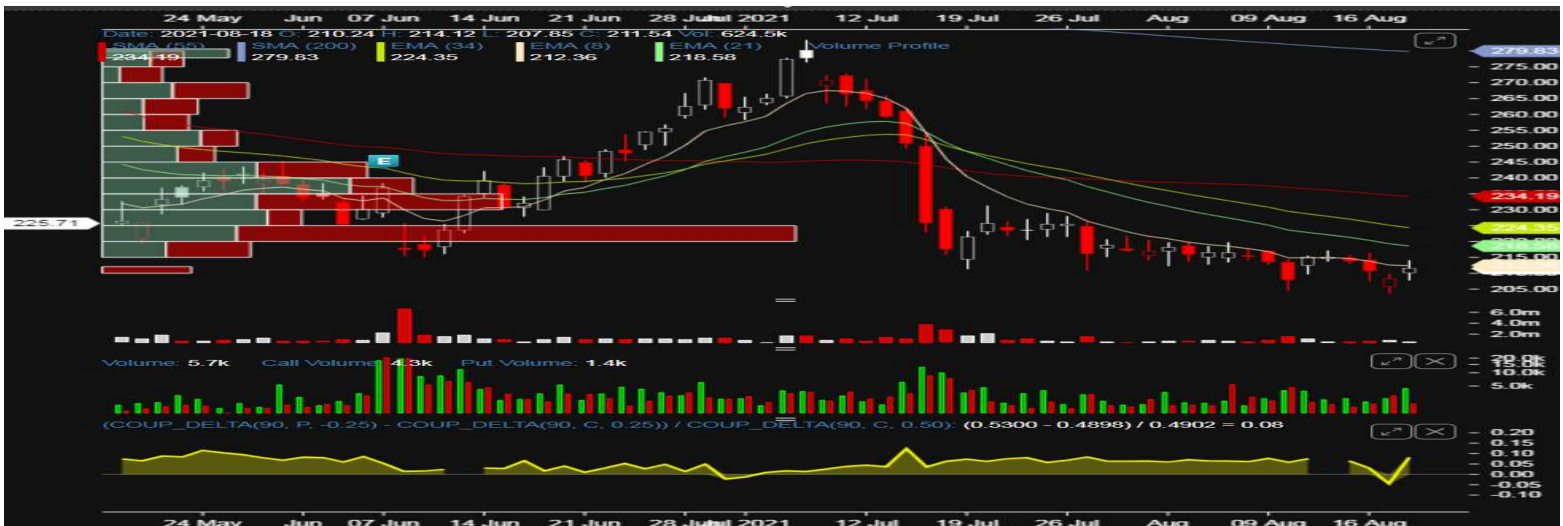 24 May Jun 07 Jun 14 Jun 21 Jun 28 Jun 2021 12 Jul 19 Jul 26 Jul Aug 09 Aug 16 Aug
Date: 2021-08-18 O: 210.24 H: 214.12 L: 207.85 C: 211.54 Vol: 624.5k
SMA (55) SMA (200) EMA (34) EMA (8) EMA (21) Volume Profile
234.19 279.83 224.35 212.36 218.58
279.83
275.00
270.00
265.00
260.00
255.00
250.00
245.00
240.00
E
234.19
230.00
225.71
224.35
218.58
215.00
205.00
6.0m
4.0m
2.0m
Volume: 5.7k Call Volume: 4.3k Put Volume: 1.4k
20.0k
15.0k
10.0k
5.0k
(COUP_DELTA(90, P, -0.25) - COUP_DELTA(90, C, 0.25)) / COUP_DELTA(90, C, 0.50): (0.5300 - 0.4898) / 0.4902 = 0.08
0.20
0.15
0.10
0.05
0.00
-0.05
-0.10
24 May Jun 07 Jun 14 Jun 21 Jun 28 Jun 2021 12 Jul 19 Jul 26 Jul Aug 09 Aug 16 Aug